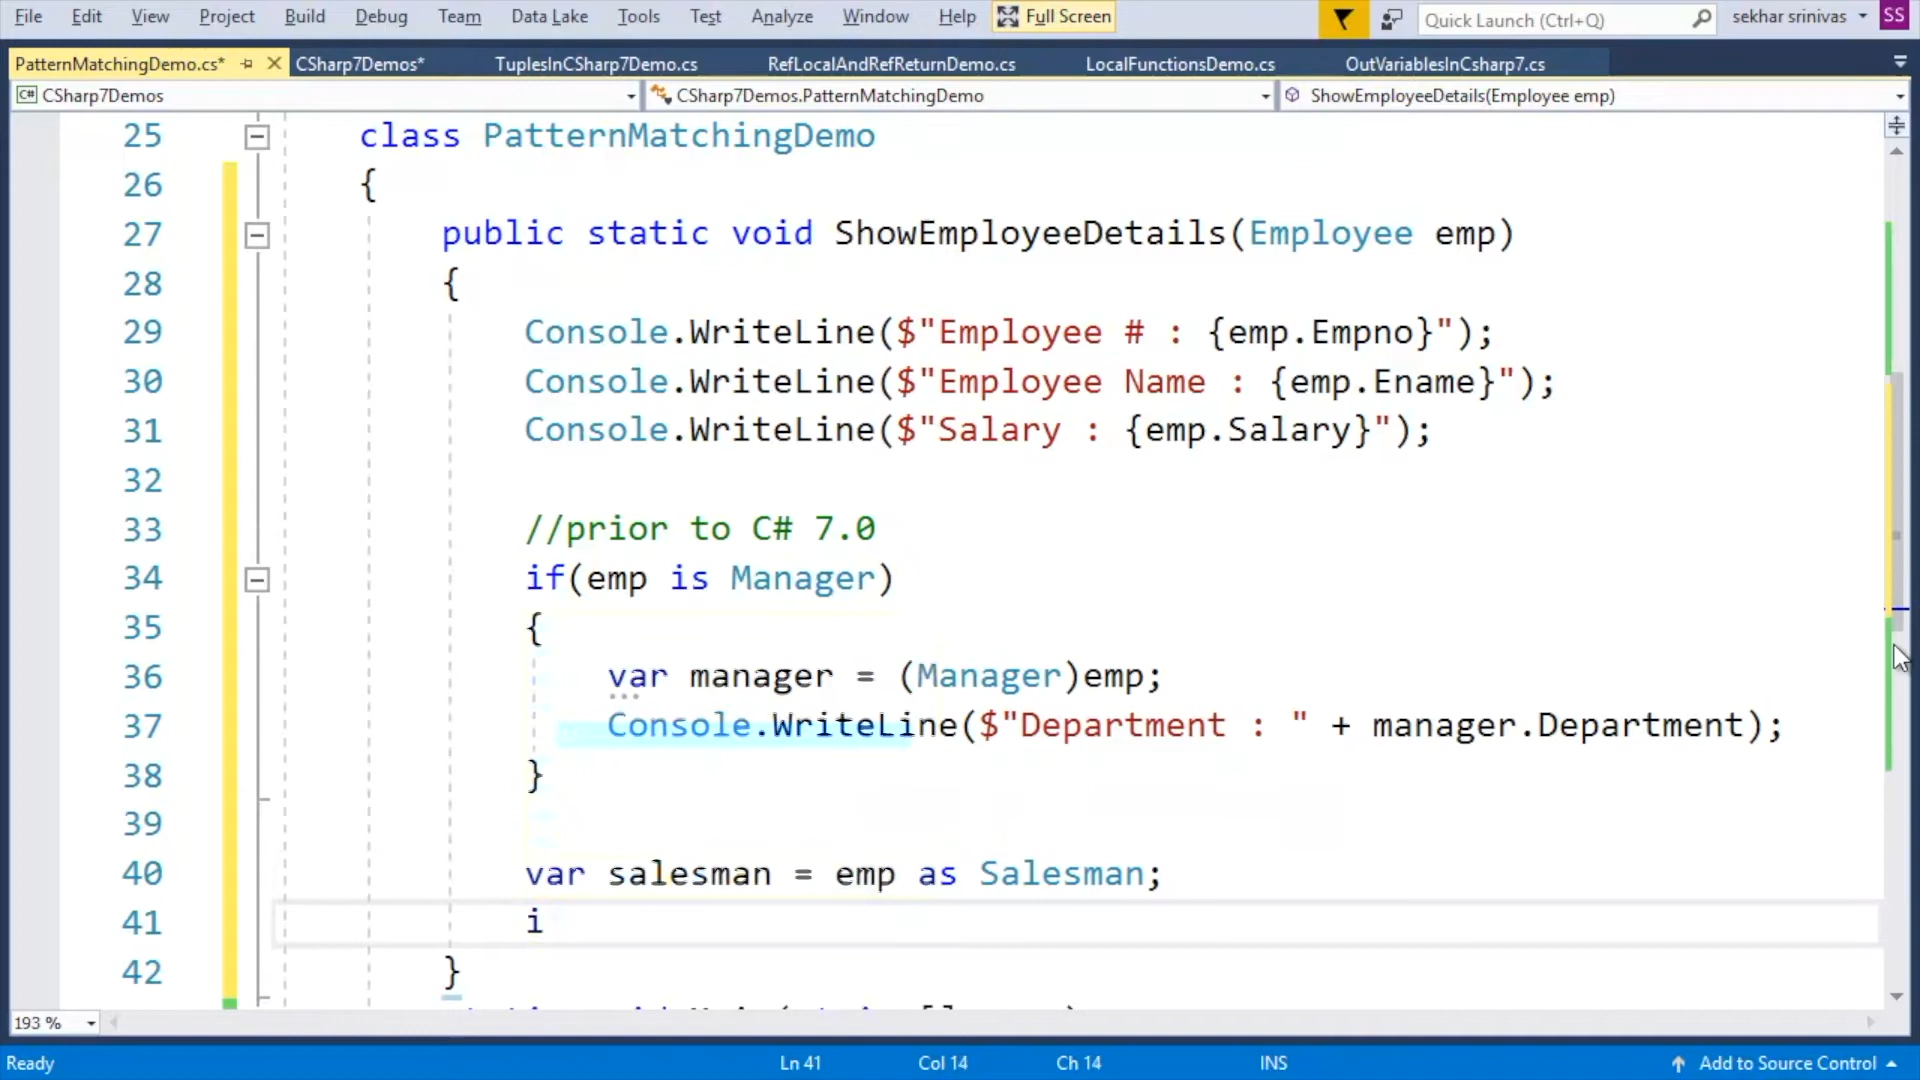 File Edit View Project Build Debug Team Data Lake Tools Test Analyze Window Help Full Screen Quick Launch (Ctrl+Q) sekhar srinivas SS
PatternMatchingDemo.cs* CSharp7Demos* TuplesInCSharp7Demo.cs RefLocalAndRefReturnDemo.cs LocalFunctionsDemo.cs OutVariablesInCsharp7.cs
C# CSharp7Demos CSharp7Demos.PatternMatchingDemo ShowEmployeeDetails(Employee emp)
25 class PatternMatchingDemo
26 {
27 public static void ShowEmployeeDetails(Employee emp)
28 {
29 Console.WriteLine($"Employee # : {emp.Empno}");
30 Console.WriteLine($"Employee Name : {emp.Ename}");
31 Console.WriteLine($"Salary : {emp.Salary}");
32
33 //prior to C# 7.0
34 if(emp is Manager)
35 {
36 var manager = (Manager)emp;
37 Console.WriteLine($"Department : " + manager.Department);
38 }
39
40 var salesman = emp as Salesman;
41 i
42 }
193 %
Ready Ln 41 Col 14 Ch 14 INS Add to Source Control